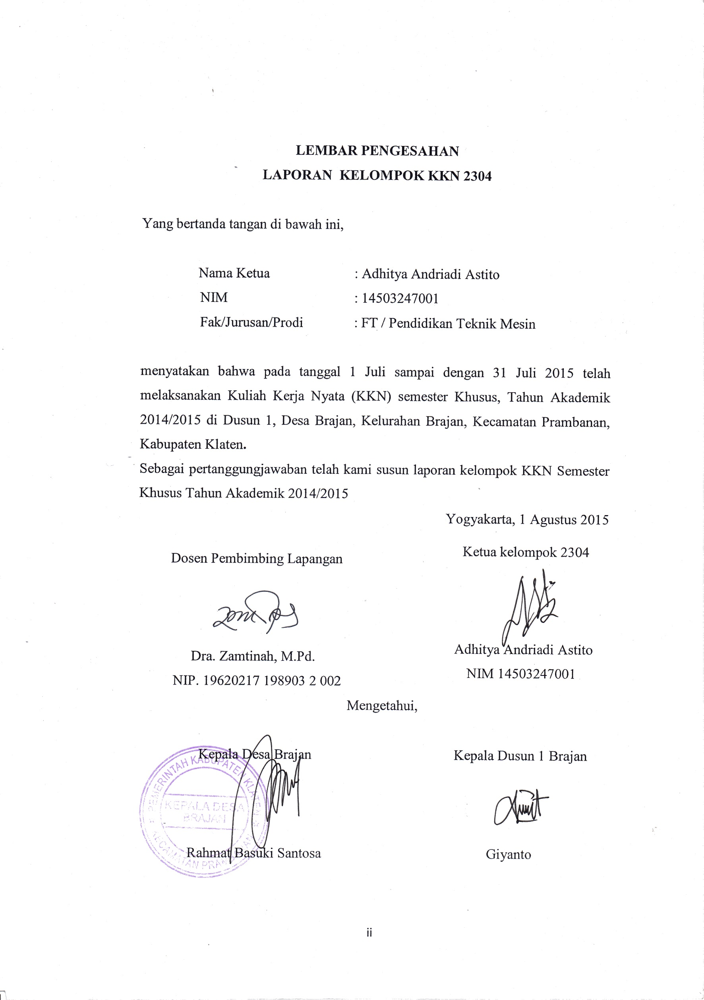 LEMBAR PENGESAHAN
LAPORAN KELOMPOK KKN 2304
Yang bertanda tangan di bawah ini,
Nama Ketua : Adhitya Andriadi Astito
NIM : 14503247001
Fak/Jurusan/Prodi : FT / Pendidikan Teknik Mesin
menyatakan bahwa pada tanggal 1 Juli sampai dengan 31 Juli 2015 telah
melaksanakan Kuliah Kerja Nyata (KKN) semester Khusus, Tahun Akademik
2014/2015 di Dusun 1, Desa Brajan, Kelurahan Brajan, Kecamatan Prambanan,
Kabupaten Klaten.
Sebagai pertanggungjawaban telah kami susun laporan kelompok KKN Semester
Khusus Tahun Akademik 2014/2015
Yogyakarta, 1 Agustus 2015
Dosen Pembimbing Lapangan
Ketua kelompok 2304
Dra. Zamtinah, M.Pd.
NIP. 19620217 198903 2 002
Adhitya Andriadi Astito
NIM 14503247001
Mengetahui,
Kepala Desa Brajan
Kepala Dusun 1 Brajan
PEMERINTAH KABUPATEN KLATEN
KEPALA DESA
BRAJAN
KECAMATAN PRAMBANAN
Rahmat Basuki Santosa
Giyanto
ii